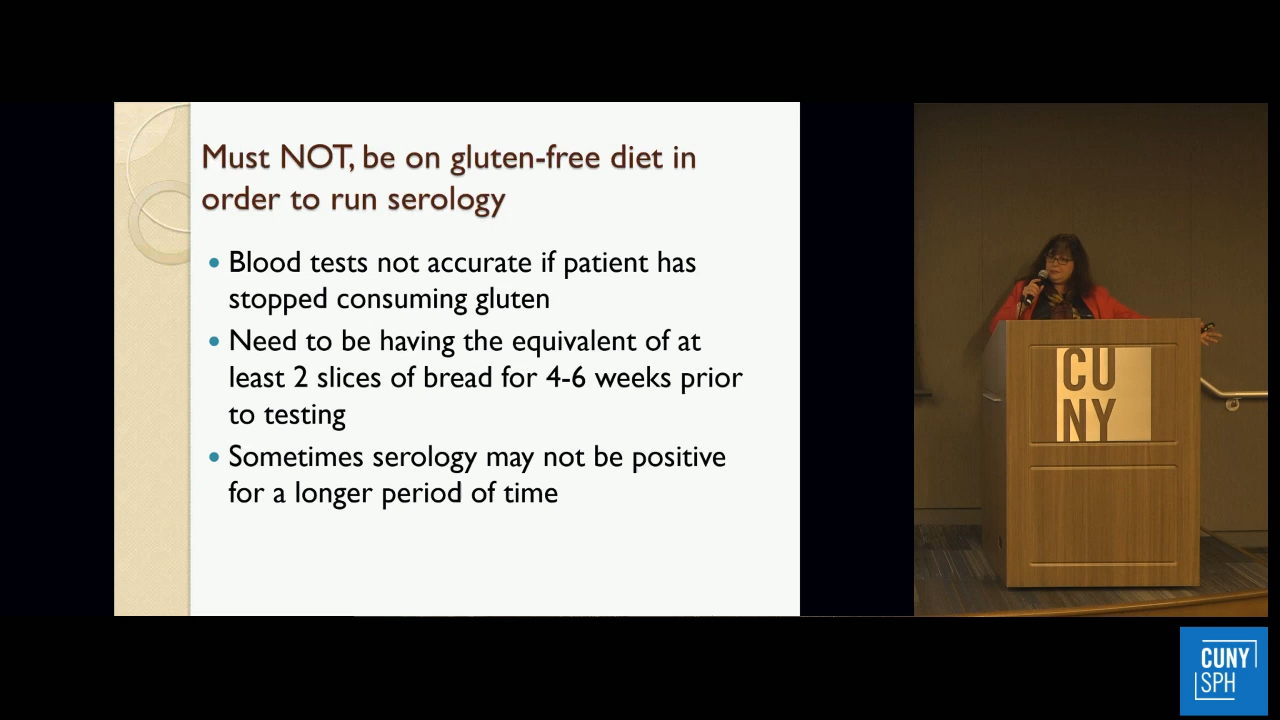 Must NOT, be on gluten-free diet in
order to run serology
• Blood tests not accurate if patient has
stopped consuming gluten
• Need to be having the equivalent of at
least 2 slices of bread for 4-6 weeks prior
to testing
• Sometimes serology may not be positive
for a longer period of time
CU
NY
CUNY
SPH